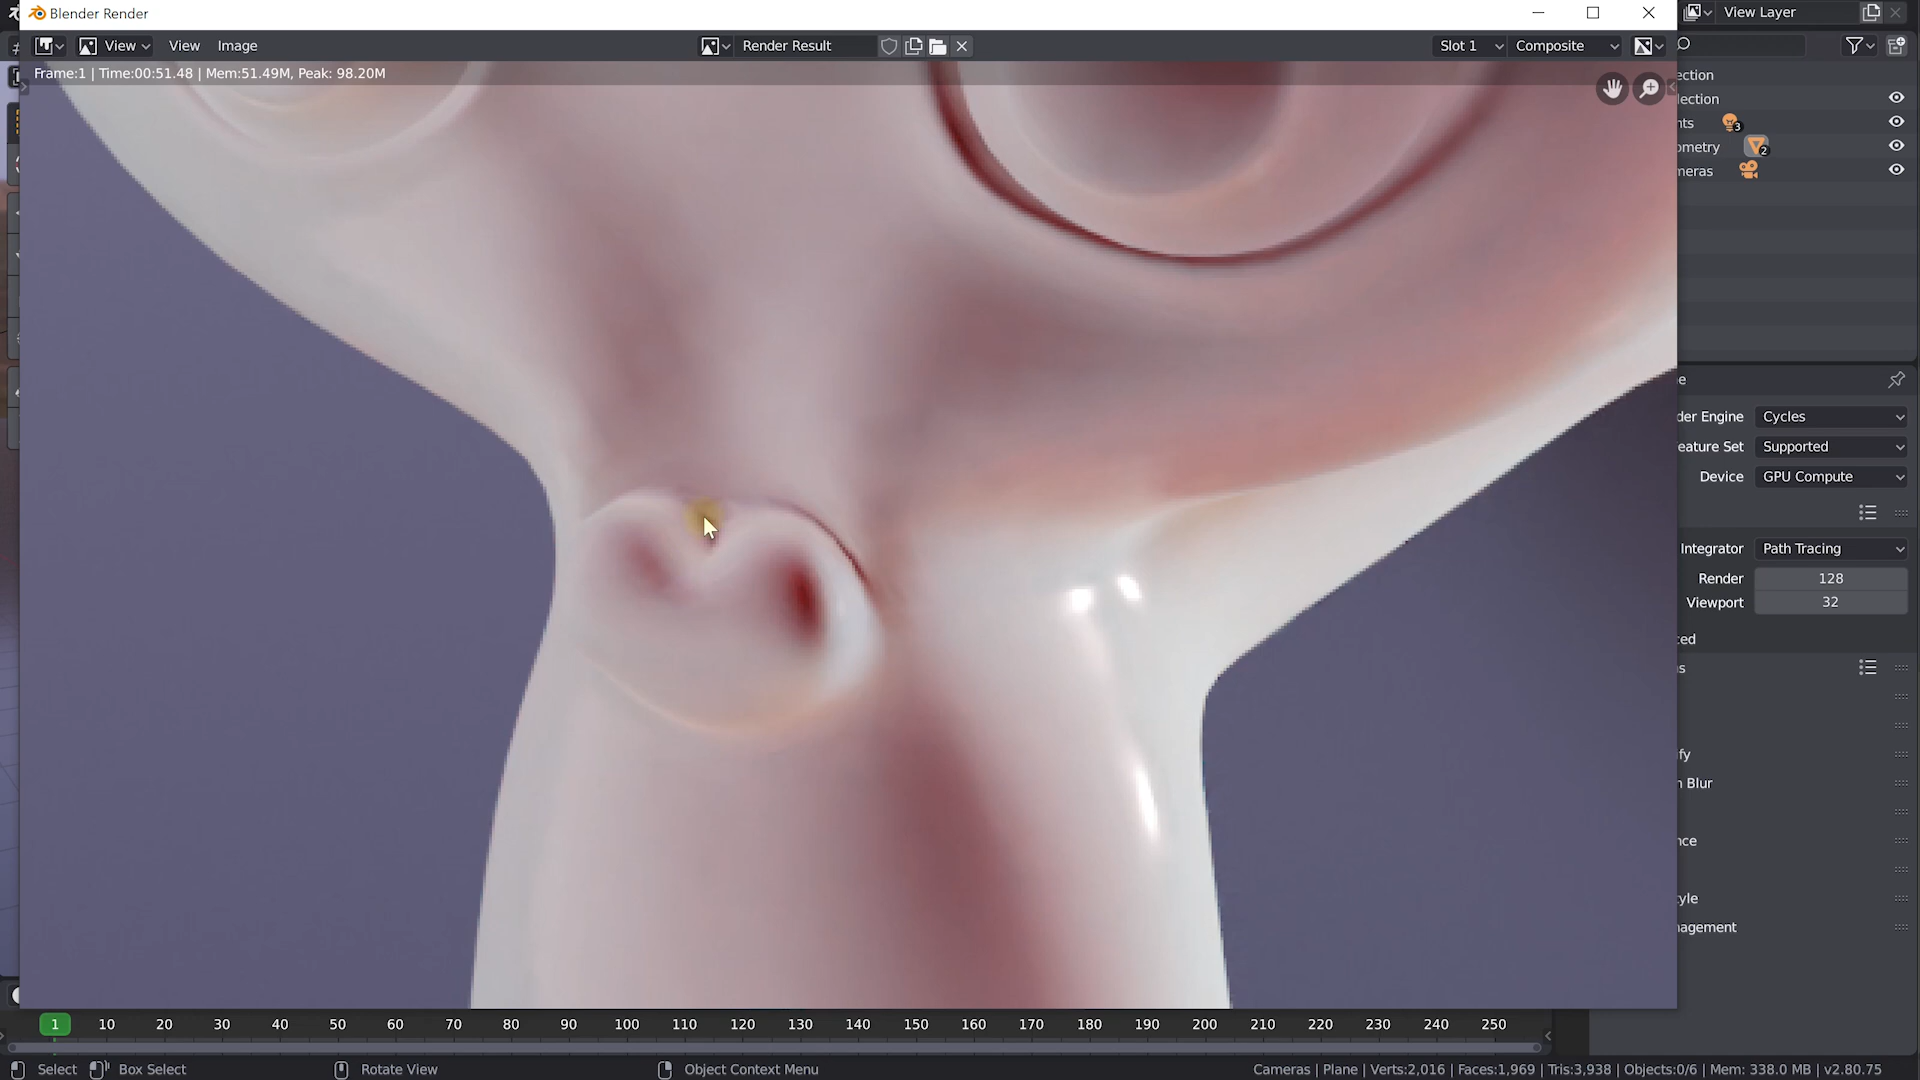 Blender Render
View Layer
View View Image Render Result Slot 1 Composite
Frame:1 | Time:00:51.48 | Mem:51.49M, Peak: 98.20M
ection
lection
nts 3
ometry 2
meras
e
der Engine Cycles
eature Set Supported
Device GPU Compute
Integrator Path Tracing
Render 128
Viewport 32
ced
s
fy
n Blur
nce
yle
nagement
1 10 20 30 40 50 60 70 80 90 100 110 120 130 140 150 160 170 180 190 200 210 220 230 240 250
Select Box Select Rotate View Object Context Menu Cameras | Plane | Verts:2,016 | Faces:1,969 | Tris:3,938 | Objects:0/6 | Mem: 338.0 MB | v2.80.75